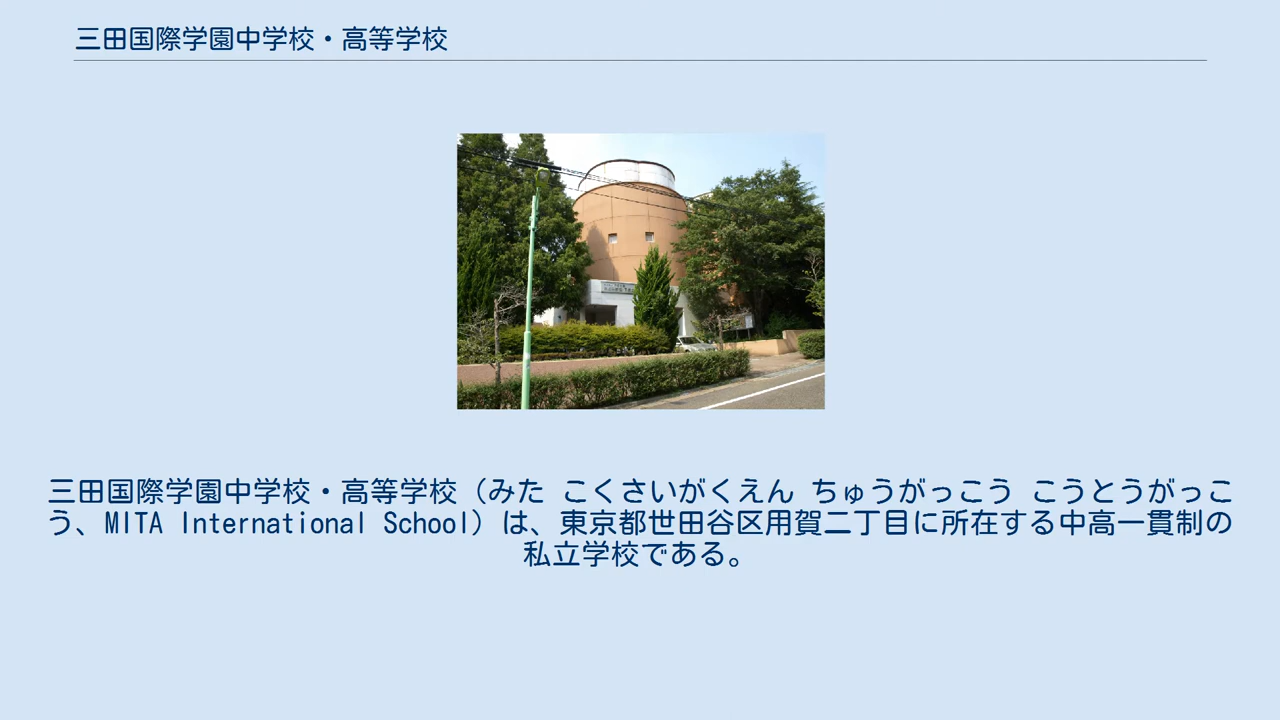 三田国際学園中学校・高等学校
三田国際学園中学校・高等学校（みた こくさいがくえん ちゅうがっこう こうとうがっこ
う、MITA International School）は、東京都世田谷区用賀二丁目に所在する中高一貫制の
私立学校である。